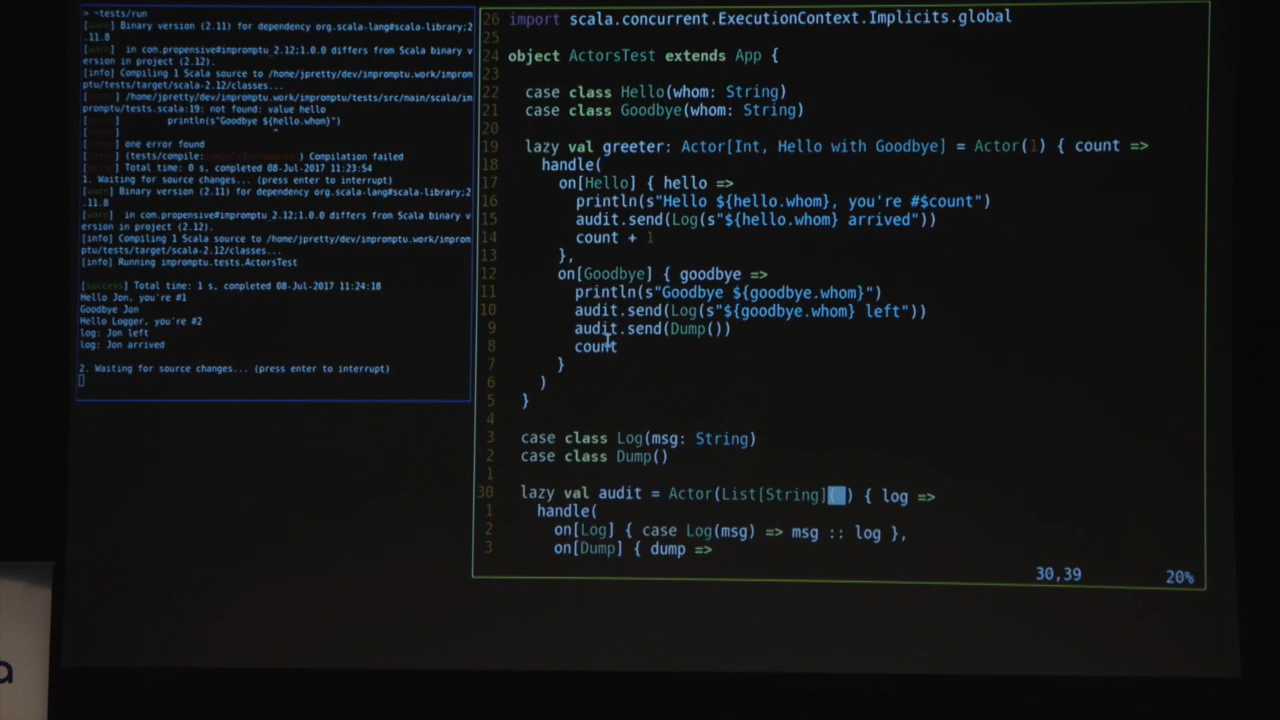 > ~tests/run
[warn] Binary version (2.11) for dependency org.scala-lang#scala-library;2
.11.8
[warn]  in com.propensive#impromptu_2.12;1.0.0 differs from Scala binary v
ersion in project (2.12).
[info] Compiling 1 Scala source to /home/jpretty/dev/impromptu.work/improm
ptu/tests/target/scala-2.12/classes...
[     ] /home/jpretty/dev/impromptu.work/impromptu/tests/src/main/scala/im
promptu/tests.scala:19: not found: value hello
[     ]         println(s"Goodbye ${hello.whom}")
[     ]                             ^
[     ] one error found
[     ] (tests/compile:                ) Compilation failed
[     ] Total time: 0 s, completed 08-Jul-2017 11:23:54
1. Waiting for source changes... (press enter to interrupt)
[warn] Binary version (2.11) for dependency org.scala-lang#scala-library;2
.11.8
[warn]  in com.propensive#impromptu_2.12;1.0.0 differs from Scala binary v
ersion in project (2.12).
[info] Compiling 1 Scala source to /home/jpretty/dev/impromptu.work/improm
ptu/tests/target/scala-2.12/classes...
[info] Running impromptu.tests.ActorsTest
[success] Total time: 1 s, completed 08-Jul-2017 11:24:18
Hello Jon, you're #1
Goodbye Jon
Hello Logger, you're #2
log: Jon left
log: Jon arrived
2. Waiting for source changes... (press enter to interrupt)
26 import scala.concurrent.ExecutionContext.Implicits.global
25
24 object ActorsTest extends App {
23
22   case class Hello(whom: String)
21   case class Goodbye(whom: String)
20
19   lazy val greeter: Actor[Int, Hello with Goodbye] = Actor(1) { count =>
18     handle(
17       on[Hello] { hello =>
16         println(s"Hello ${hello.whom}, you're #$count")
15         audit.send(Log(s"${hello.whom} arrived"))
14         count + 1
13       },
12       on[Goodbye] { goodbye =>
11         println(s"Goodbye ${goodbye.whom}")
10         audit.send(Log(s"${goodbye.whom} left"))
9         audit.send(Dump())
8         count
7       }
6     )
5   }
4
3   case class Log(msg: String)
2   case class Dump()
1
30   lazy val audit = Actor(List[String]()) { log =>
1     handle(
2       on[Log] { case Log(msg) => msg :: log },
3       on[Dump] { dump =>
30,39 20%
a